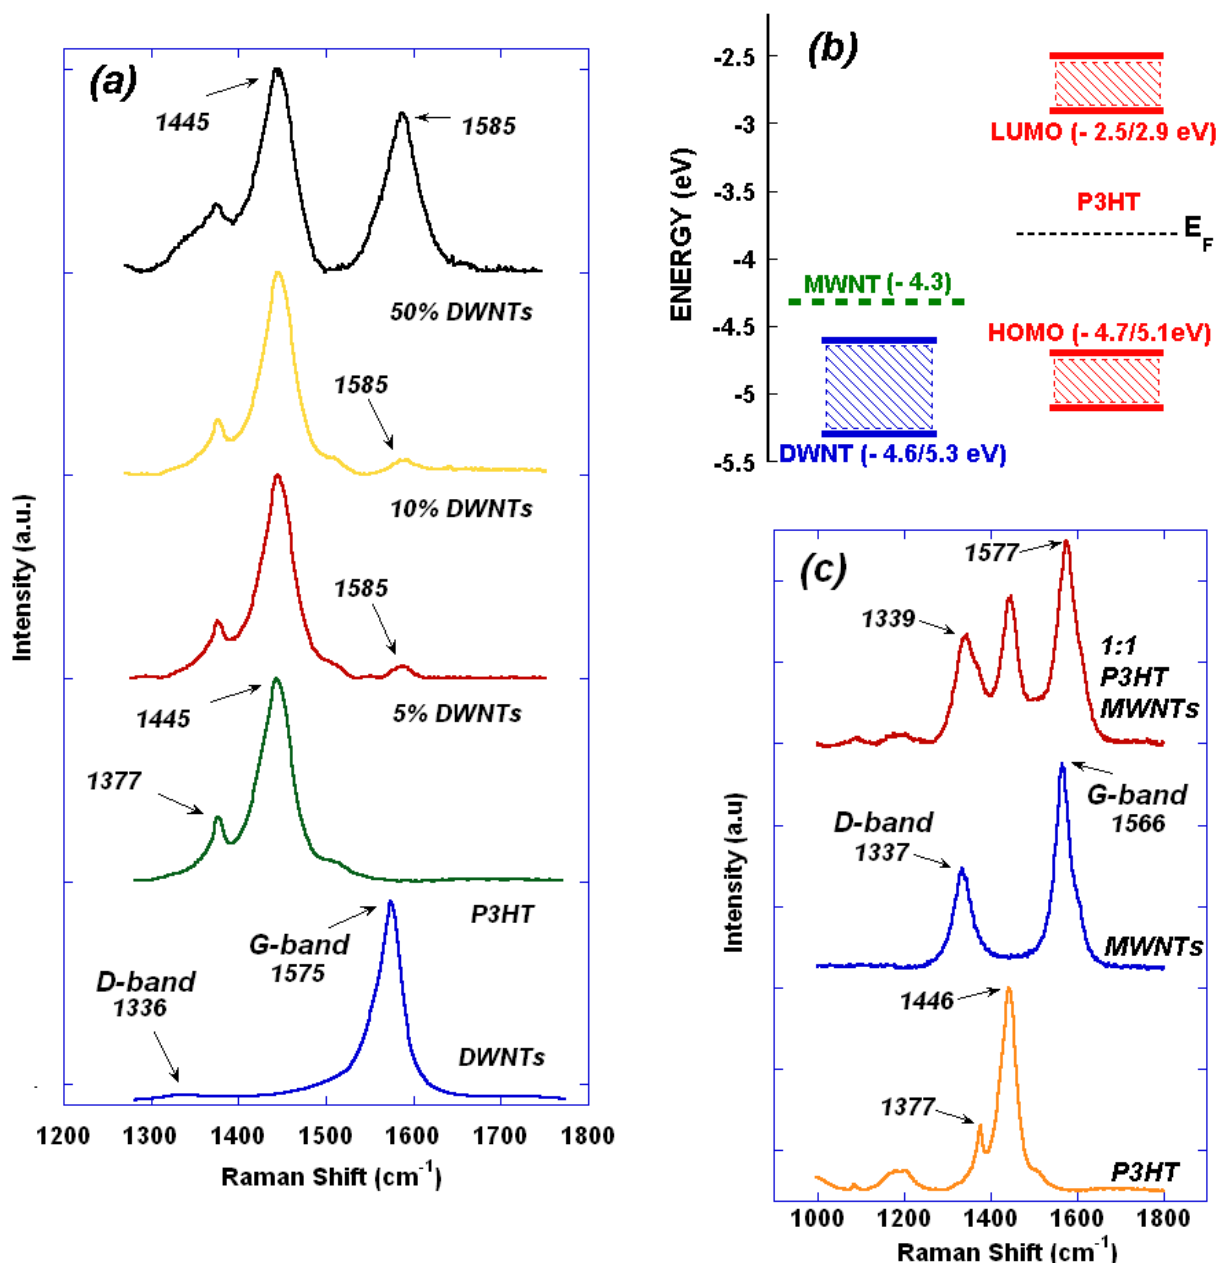 (a)
1445
1585
50% DWNTs
1585
10% DWNTs
1585
5% DWNTs
1445
1377
P3HT
G-band
1575
D-band
1336
DWNTs
Intensity (a.u.)
1200 1300 1400 1500 1600 1700 1800
Raman Shift (cm-1)
(b)
ENERGY (eV)
-2.5
-3
-3.5
-4
-4.5
-5
-5.5
LUMO (- 2.5/2.9 eV)
P3HT
EF
MWNT (- 4.3)
HOMO (- 4.7/5.1eV)
DWNT (- 4.6/5.3 eV)
(c)
1577
1339
1:1
P3HT
MWNTs
G-band
1566
D-band
1337
MWNTs
1446
1377
P3HT
Intensity (a.u)
1000 1200 1400 1600 1800
Raman Shift (cm-1)